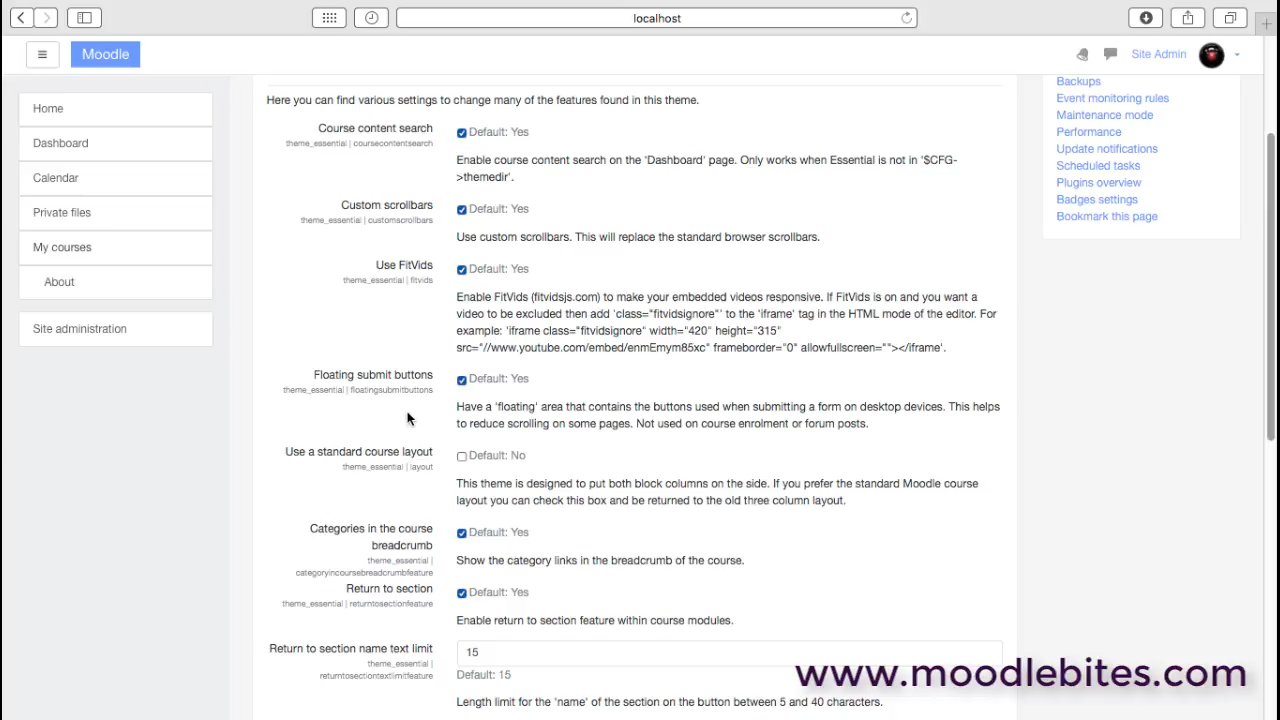 localhost
Moodle
Site Admin
Home
Dashboard
Calendar
Private files
My courses
About
Site administration
Here you can find various settings to change many of the features found in this theme.
Course content search
theme_essential | coursecontentsearch
Default: Yes
Enable course content search on the 'Dashboard' page. Only works when Essential is not in '$CFG-
>themedir'.
Custom scrollbars
theme_essential | customscrollbars
Default: Yes
Use custom scrollbars. This will replace the standard browser scrollbars.
Use FitVids
theme_essential | fitvids
Default: Yes
Enable FitVids (fitvidsjs.com) to make your embedded videos responsive. If FitVids is on and you want a
video to be excluded then add 'class="fitvidsignore"' to the 'iframe' tag in the HTML mode of the editor. For
example: 'iframe class="fitvidsignore" width="420" height="315"
src="//www.youtube.com/embed/enmEmym85xc" frameborder="0" allowfullscreen=""></iframe'.
Floating submit buttons
theme_essential | floatingsubmitbuttons
Default: Yes
Have a 'floating' area that contains the buttons used when submitting a form on desktop devices. This helps
to reduce scrolling on some pages. Not used on course enrolment or forum posts.
Use a standard course layout
theme_essential | layout
Default: No
This theme is designed to put both block columns on the side. If you prefer the standard Moodle course
layout you can check this box and be returned to the old three column layout.
Categories in the course
breadcrumb
theme_essential |
categoryincoursebreadcrumbfeature
Default: Yes
Show the category links in the breadcrumb of the course.
Return to section
theme_essential | returntosectionfeature
Default: Yes
Enable return to section feature within course modules.
Return to section name text limit
theme_essential |
returntosectiontextlimitfeature
15
Default: 15
Length limit for the 'name' of the section on the button between 5 and 40 characters.
Backups
Event monitoring rules
Maintenance mode
Performance
Update notifications
Scheduled tasks
Plugins overview
Badges settings
Bookmark this page
www.moodlebites.com